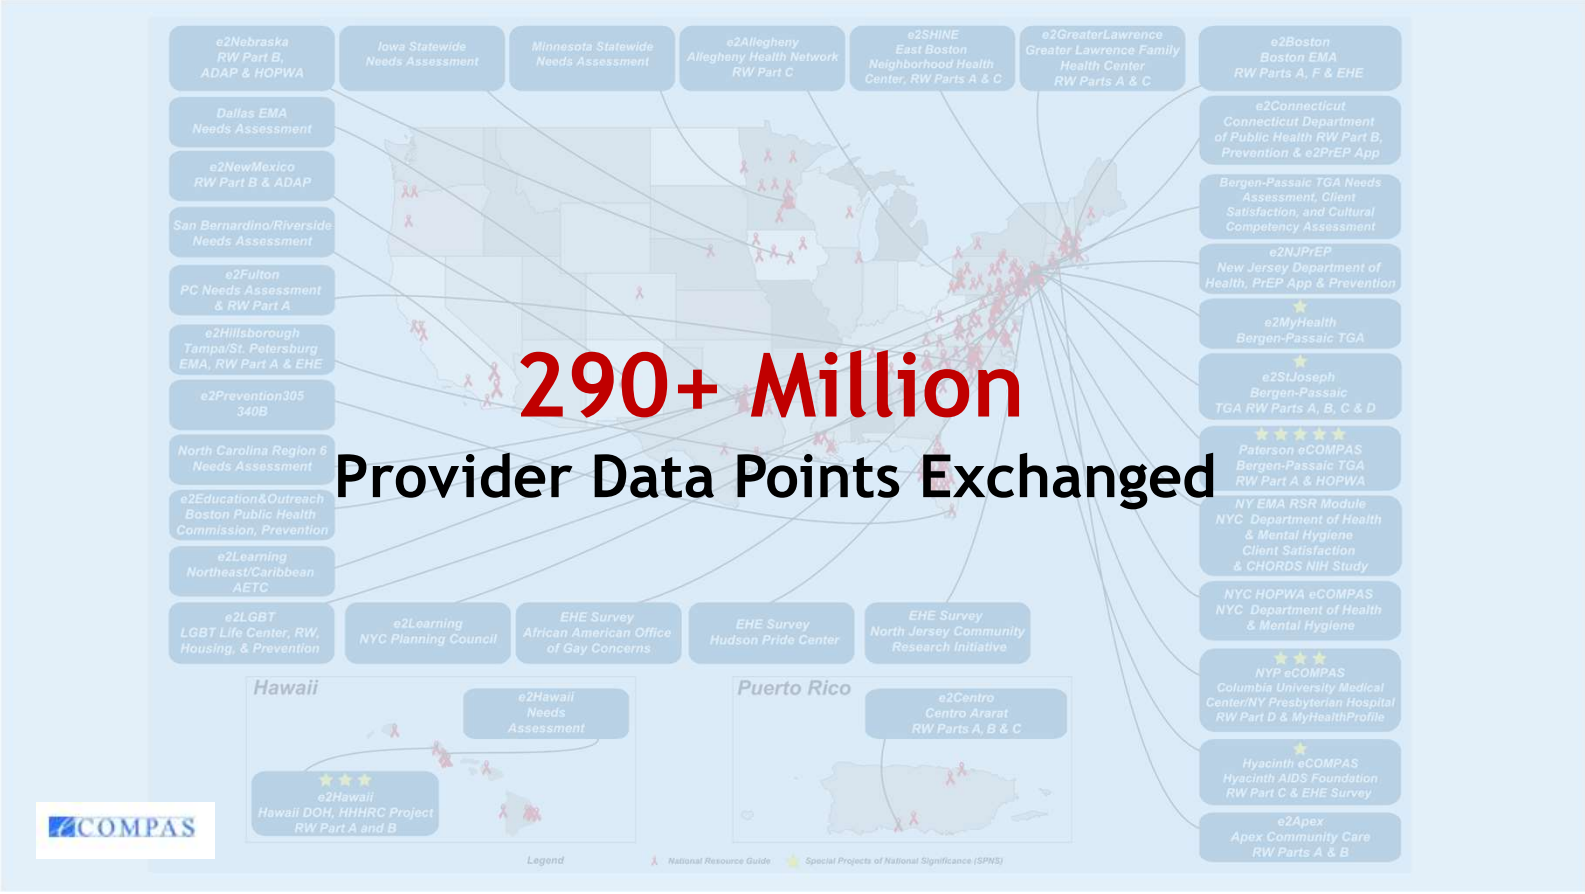 e2Nebraska
RW Part B,
ADAP & HOPWA
Iowa Statewide
Needs Assessment
Minnesota Statewide
Needs Assessment
e2Allegheny
Allegheny Health Network
RW Part C
e2SHINE
East Boston
Neighborhood Health
Center, RW Parts A & C
e2GreaterLawrence
Greater Lawrence Family
Health Center
RW Parts A & C
e2Boston
Boston EMA
RW Parts A, F & EHE
Dallas EMA
Needs Assessment
e2NewMexico
RW Part B & ADAP
San Bernardino/Riverside
Needs Assessment
e2Fulton
PC Needs Assessment
& RW Part A
e2Hillsborough
Tampa/St. Petersburg
EMA, RW Part A & EHE
e2Prevention305
340B
North Carolina Region 6
Needs Assessment
e2Education&Outreach
Boston Public Health
Commission, Prevention
e2Learning
Northeast/Caribbean
AETC
e2LGBT
LGBT Life Center, RW,
Housing, & Prevention
e2Connecticut
Connecticut Department
of Public Health RW Part B,
Prevention & e2PrEP App
Bergen-Passaic TGA Needs
Assessment, Client
Satisfaction, and Cultural
Competency Assessment
e2NJPrEP
New Jersey Department of
Health, PrEP App & Prevention
e2MyHealth
Bergen-Passaic TGA
e2StJoseph
Bergen-Passaic
TGA RW Parts A, B, C & D
Paterson eCOMPAS
Bergen-Passaic TGA
RW Part A & HOPWA
NY EMA RSR Module
NYC Department of Health
& Mental Hygiene
Client Satisfaction
& CHORDS NIH Study
NYC HOPWA eCOMPAS
NYC Department of Health
& Mental Hygiene
NYP eCOMPAS
Columbia University Medical
Center/NY Presbyterian Hospital
RW Part D & MyHealthProfile
Hyacinth eCOMPAS
Hyacinth AIDS Foundation
RW Part C & EHE Survey
e2Apex
Apex Community Care
RW Parts A & B
290+ Million
Provider Data Points Exchanged
e2Learning
NYC Planning Council
EHE Survey
African American Office
of Gay Concerns
EHE Survey
Hudson Pride Center
EHE Survey
North Jersey Community
Research Initiative
Hawaii
e2Hawaii
Needs
Assessment
e2Hawaii
Hawaii DOH, HHHRC Project
RW Part A and B
Puerto Rico
e2Centro
Centro Ararat
RW Parts A, B & C
eCOMPAS
Legend
National Resource Guide
Special Projects of National Significance (SPNS)